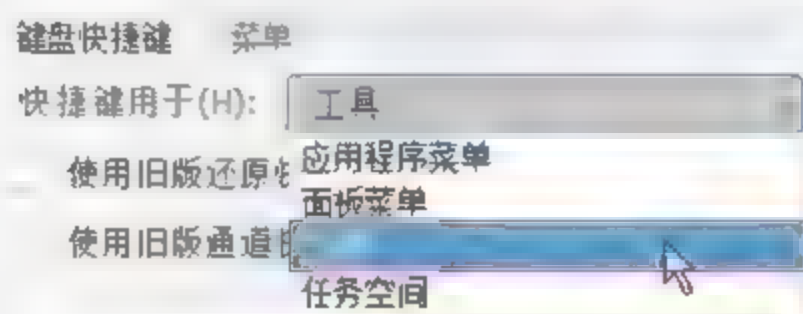 键盘快捷键 菜单
快捷键用于(H): 工具
应用程序菜单
使用旧版还原
面板菜单
使用旧版通道
任务空间